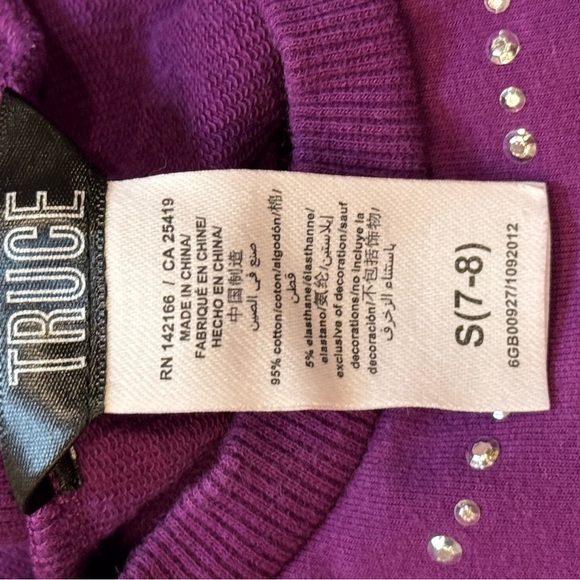 TRUCE
RN 142166 / CA 25419
MADE IN CHINA/
FABRIQUÉ EN CHINE/
HECHO EN CHINA/
中国制造
صنع في الصين
95% cotton/coton/algodón/棉/
قطن
5% elasthane/élasthanne/
elastano/氨纶/إيلاستين/
exclusive of decoration/sauf
decorations/no incluye la
decoración/不包括饰物/
باستثناء الزخرف
S(7-8)
6GB00927/1092012